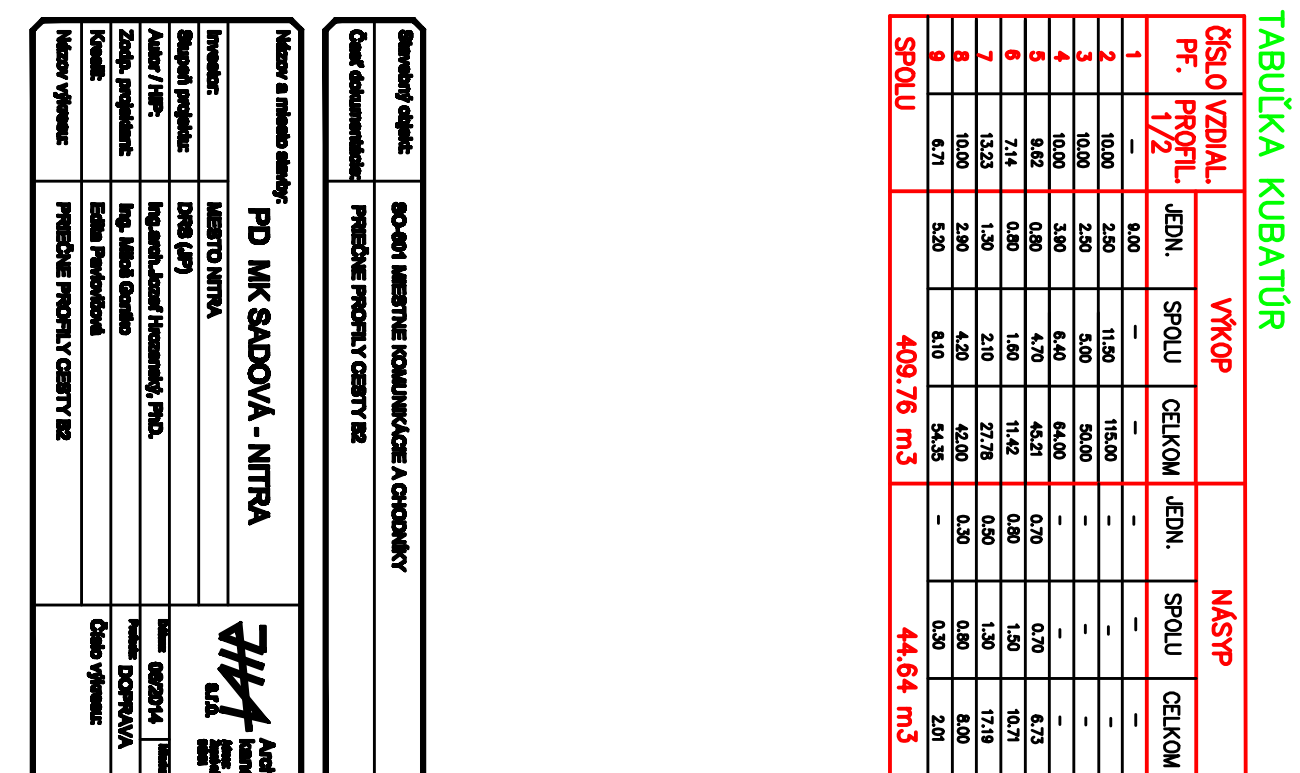 TABUĽKA KUBATÚR
ČÍSLO PF. VZDIAL. PROFIL. 1/2 VÝKOP NÁSYP
JEDN. SPOLU CELKOM JEDN. SPOLU CELKOM
1 – 9.00 – – – – –
2 10.00 2.50 11.50 115.00 – – –
3 10.00 2.50 5.00 50.00 – – –
4 10.00 3.90 6.40 64.00 – – –
5 9.62 0.80 4.70 45.21 0.70 0.70 6.73
6 7.14 0.80 1.60 11.42 0.80 1.50 10.71
7 13.23 1.30 2.10 27.78 0.50 1.30 17.19
8 10.00 2.90 4.20 42.00 0.30 0.80 8.00
9 6.71 5.20 8.10 54.35 – 0.30 2.01
SPOLU 409.76 m3 44.64 m3
Stavebný objekt: SO-601 MIESTNE KOMUNIKÁCIE A CHODNÍKY
Časť dokumentácie: PRIEČNE PROFILY CESTY B2
Názov a miesto stavby: PD MK SADOVÁ - NITRA
Investor: MESTO NITRA
Stupeň projektu: DRS (JP)
Autor / HIP: Ing.arch.Jozef Hrozenský, PhD.
Zodp. projektant: Ing. Miloš Gontko
Kreslil: Edita Pavlovičová
Názov výkresu: PRIEČNE PROFILY CESTY B2
s.r.o.
Dátum: 06/2014
DOPRAVA
Číslo výkresu: